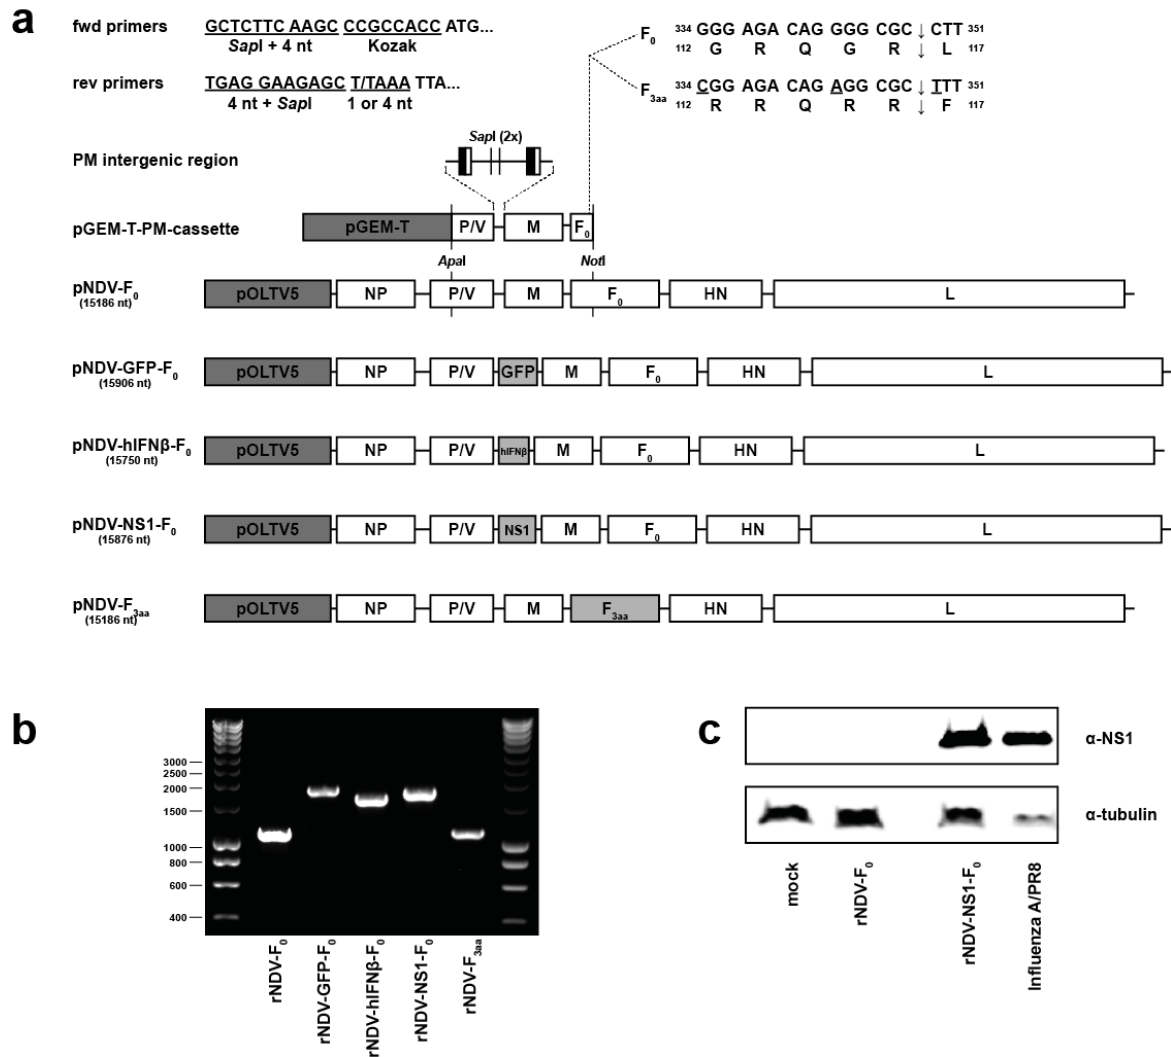 a
fwd primers
GCTCTTC AAGC CCGCCACC ATG...
SapI + 4 nt Kozak
rev primers
TGAG GAAGAGC T/TAAA TTA...
4 nt + SapI 1 or 4 nt
F0 334 GGG AGA CAG GGG CGC ↓ CTT 351
112 G R Q G R ↓ L 117
F3aa 334 CGG AGA CAG AGG CGC ↓ TTT 351
112 R R Q R R ↓ F 117
SapI (2x)
PM intergenic region
pGEM-T-PM-cassette pGEM-T P/V M F0
ApaI NotI
pNDV-F0 pOLTV5 NP P/V M F0 HN L
(15186 nt)
pNDV-GFP-F0 pOLTV5 NP P/V GFP M F0 HN L
(15906 nt)
pNDV-hIFNβ-F0 pOLTV5 NP P/V hIFNβ M F0 HN L
(15750 nt)
pNDV-NS1-F0 pOLTV5 NP P/V NS1 M F0 HN L
(15876 nt)
pNDV-F3aa pOLTV5 NP P/V M F3aa HN L
(15186 nt)
b
3000
2500
2000
1500
1000
800
600
400
rNDV-F0
rNDV-GFP-F0
rNDV-hIFNβ-F0
rNDV-NS1-F0
rNDV-F3aa
c
α-NS1
α-tubulin
mock
rNDV-F0
rNDV-NS1-F0
Influenza A/PR8